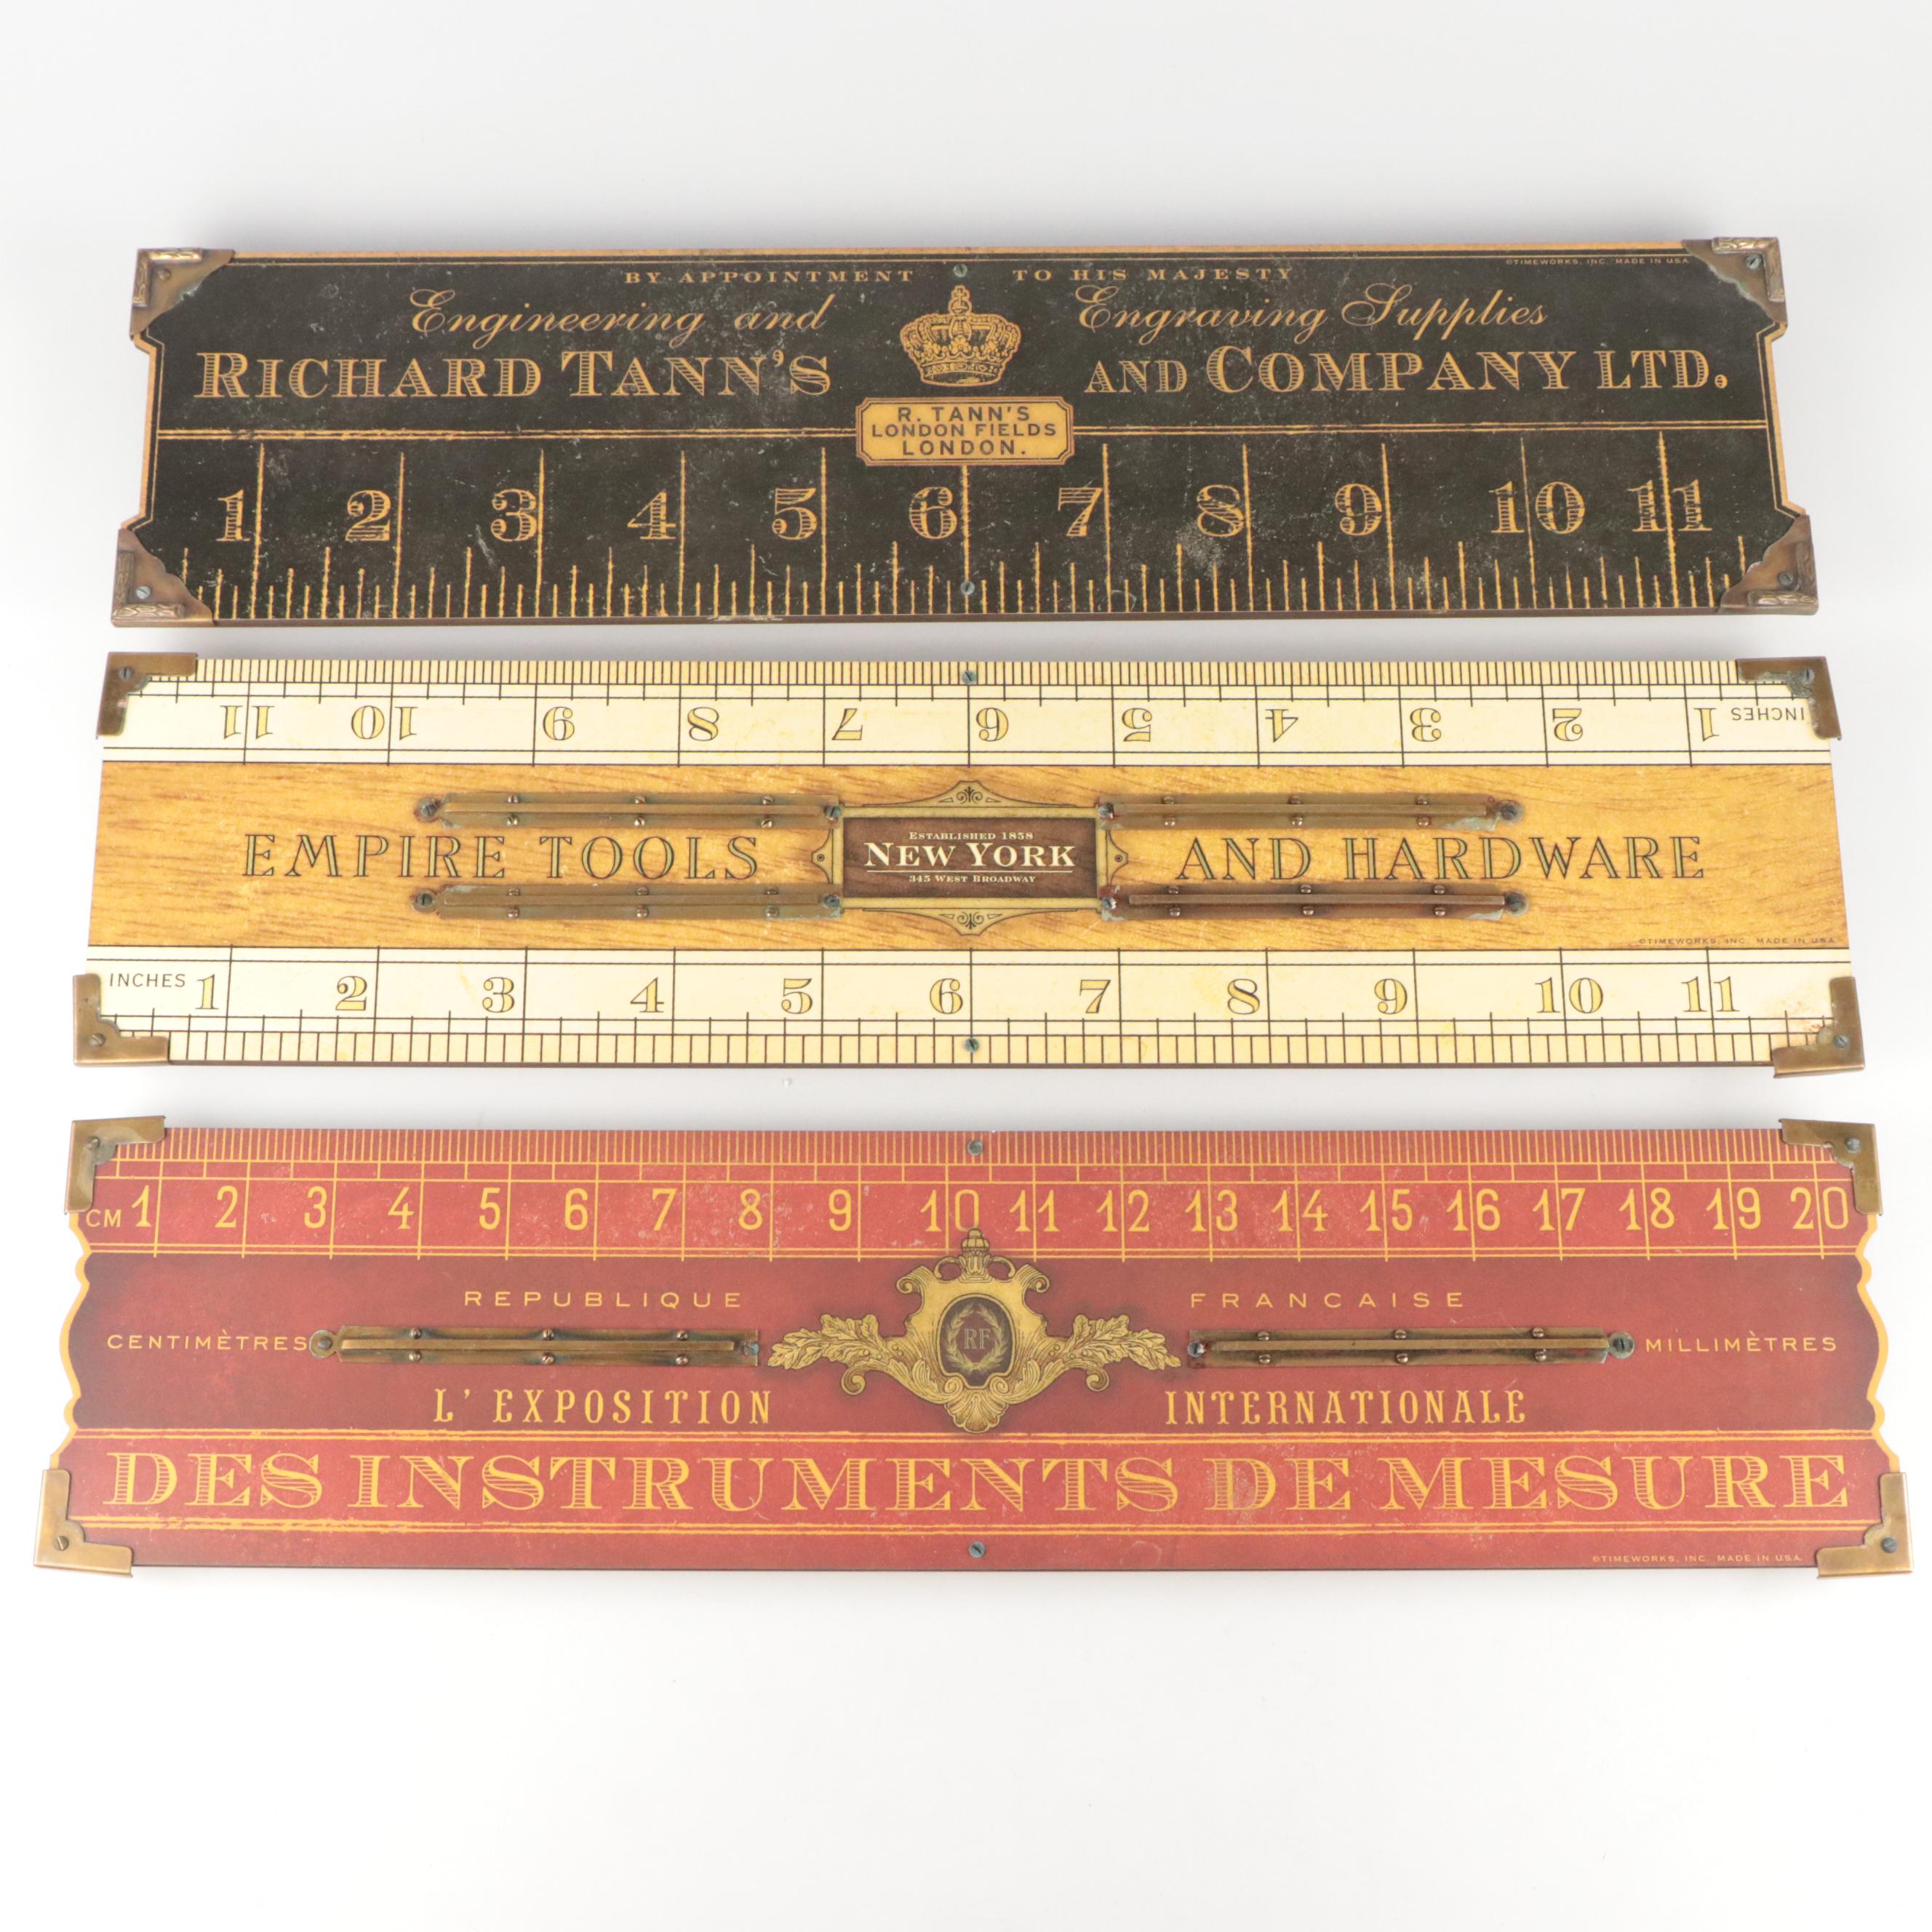 ©TIMEWORKS, INC. MADE IN U.S.A.
BY APPOINTMENT TO HIS MAJESTY
Engineering and Engraving Supplies
RICHARD TANN'S AND COMPANY LTD.
R. TANN'S
LONDON FIELDS
LONDON.
1 2 3 4 5 6 7 8 9 10 11
11 10 9 8 7 6 5 4 3 2 1 INCHES
ESTABLISHED 1858
EMPIRE TOOLS NEW YORK AND HARDWARE
345 WEST BROADWAY
©TIMEWORKS, INC. MADE IN U.S.A.
INCHES 1 2 3 4 5 6 7 8 9 10 11
CM 1 2 3 4 5 6 7 8 9 10 11 12 13 14 15 16 17 18 19 20
REPUBLIQUE FRANCAISE
CENTIMÈTRES RF MILLIMÈTRES
L'EXPOSITION INTERNATIONALE
DES INSTRUMENTS DE MESURE
©TIMEWORKS, INC. MADE IN U.S.A.